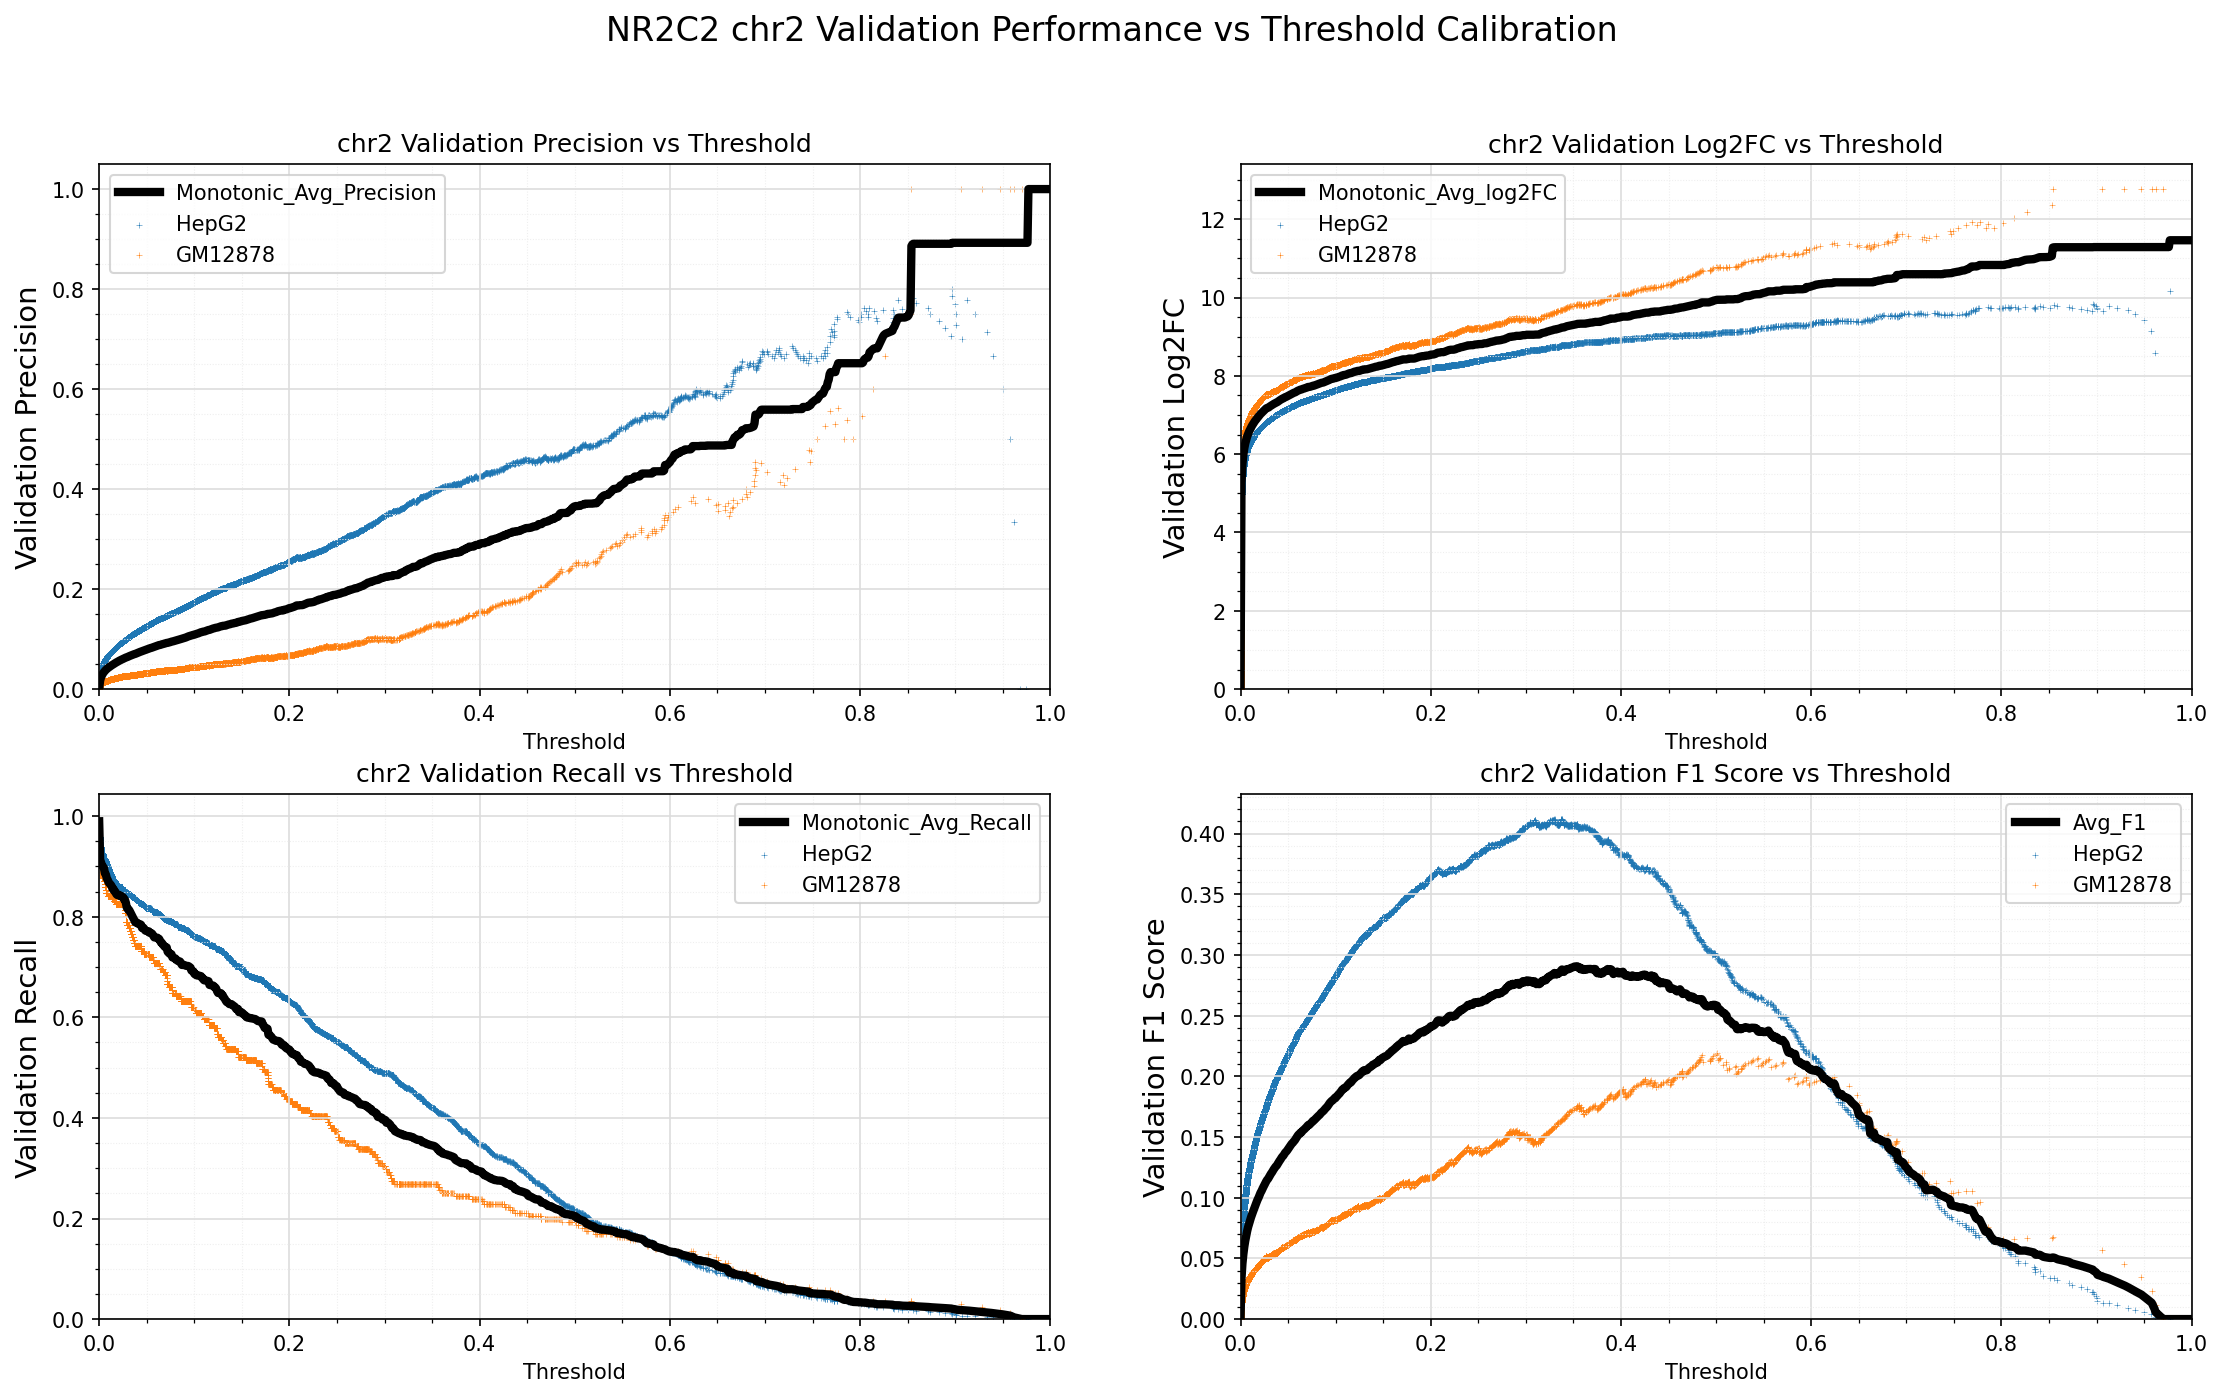 NR2C2 chr2 Validation Performance vs Threshold Calibration
chr2 Validation Precision vs Threshold
Validation Precision
1.0
0.8
0.6
0.4
0.2
0.0
Monotonic_Avg_Precision
HepG2
GM12878
0.0 0.2 0.4 0.6 0.8 1.0
Threshold
chr2 Validation Log2FC vs Threshold
Validation Log2FC
12
10
8
6
4
2
0
Monotonic_Avg_log2FC
HepG2
GM12878
0.0 0.2 0.4 0.6 0.8 1.0
Threshold
chr2 Validation Recall vs Threshold
Validation Recall
1.0
0.8
0.6
0.4
0.2
0.0
Monotonic_Avg_Recall
HepG2
GM12878
0.0 0.2 0.4 0.6 0.8 1.0
Threshold
chr2 Validation F1 Score vs Threshold
Validation F1 Score
0.40
0.35
0.30
0.25
0.20
0.15
0.10
0.05
0.00
Avg_F1
HepG2
GM12878
0.0 0.2 0.4 0.6 0.8 1.0
Threshold